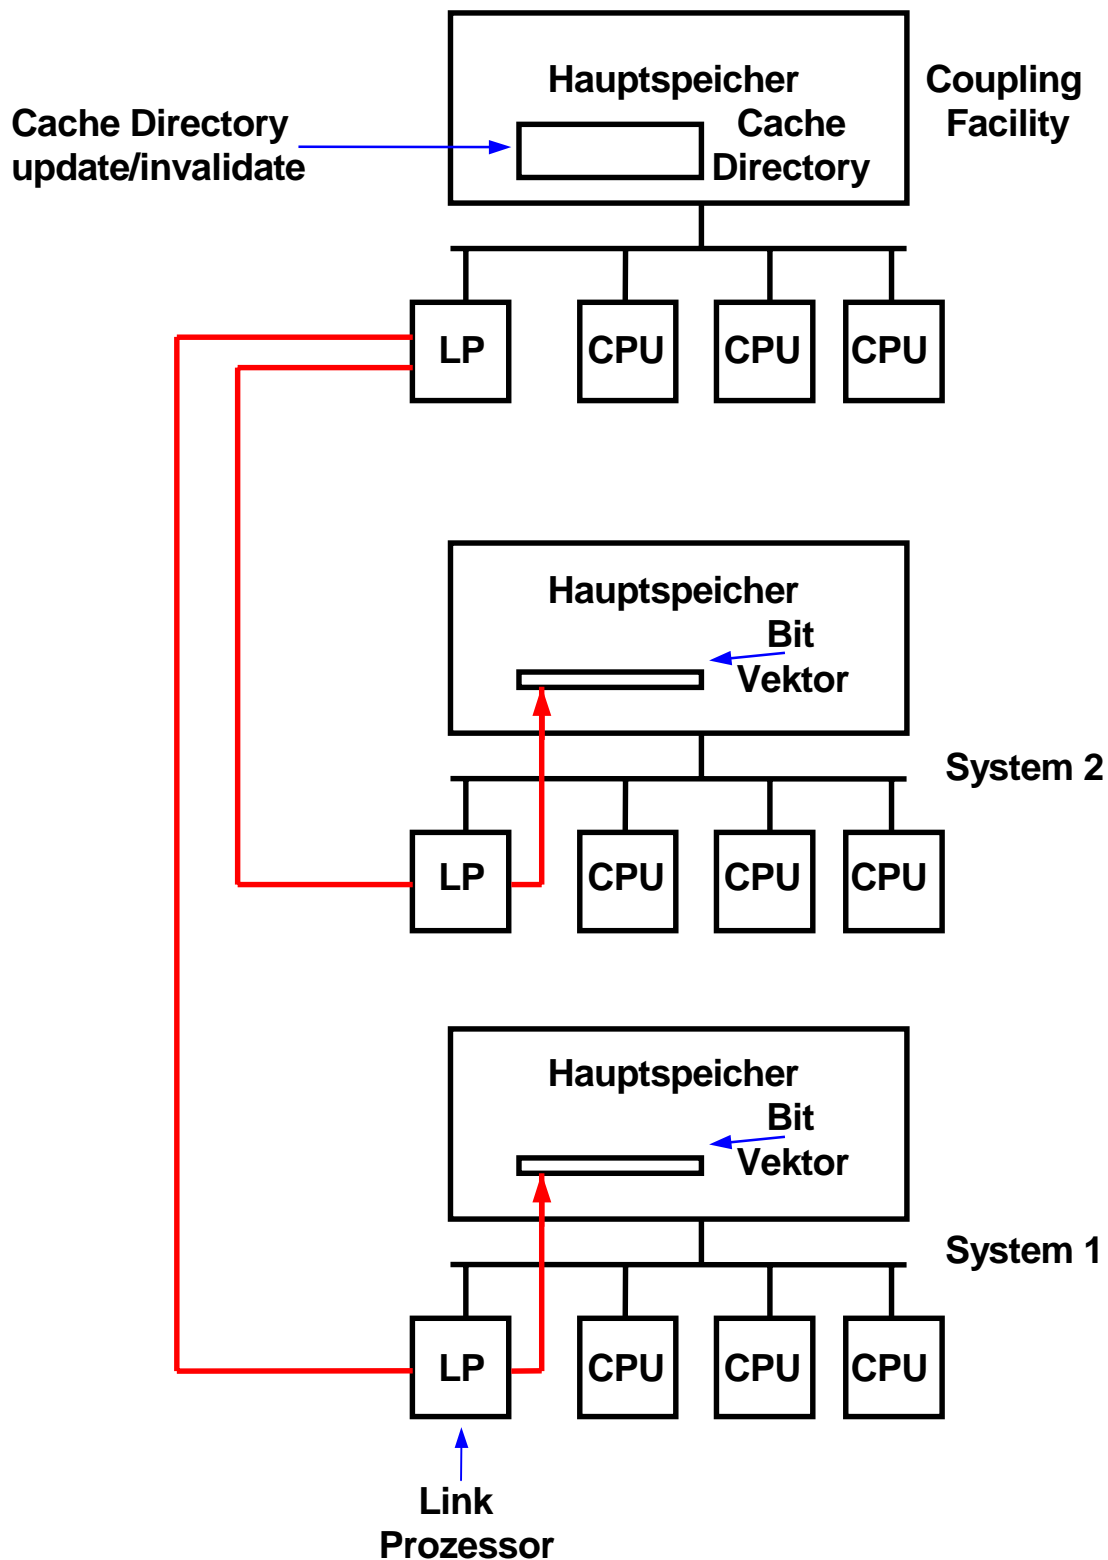 Hauptspeicher
Coupling
Facility
Cache Directory
update/invalidate
Cache
Directory
LP
CPU
CPU
CPU
Hauptspeicher
Bit
Vektor
System 2
LP
CPU
CPU
CPU
Hauptspeicher
Bit
Vektor
System 1
LP
CPU
CPU
CPU
Link
Prozessor